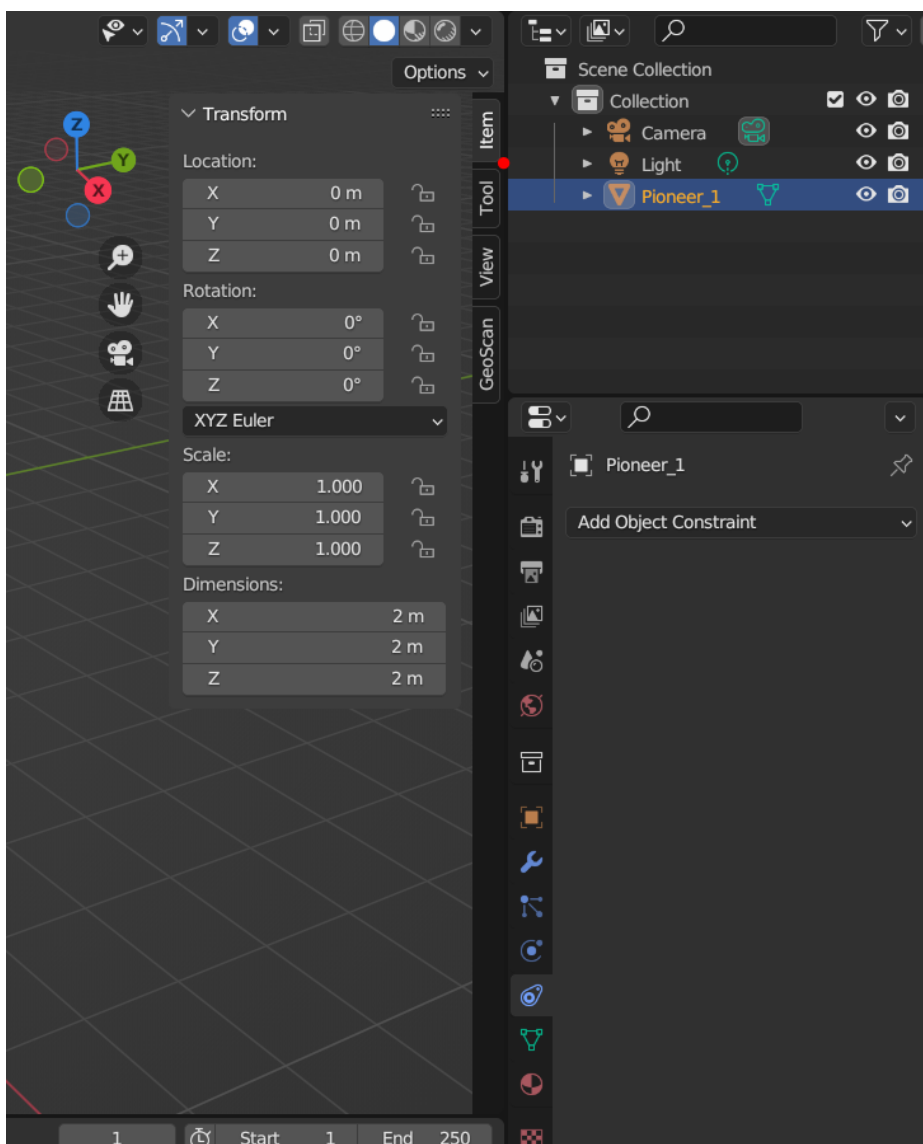 Options
Scene Collection
Collection
Camera
Light
Pioneer_1
Z
Y
X
Transform
Location:
X 0 m
Y 0 m
Z 0 m
Rotation:
X 0°
Y 0°
Z 0°
XYZ Euler
Scale:
X 1.000
Y 1.000
Z 1.000
Dimensions:
X 2 m
Y 2 m
Z 2 m
Item
Tool
View
GeoScan
Pioneer_1
Add Object Constraint
1
Start 1
End 250